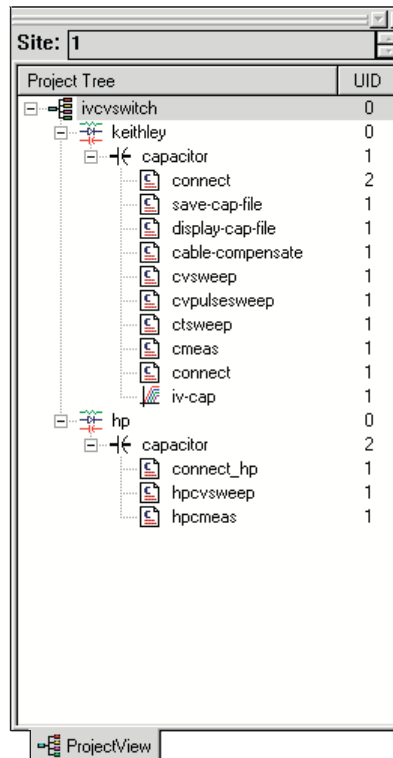 Site: 1
Project Tree UID
ivcvswitch 0
keithley 0
capacitor 1
connect 2
save-cap-file 1
display-cap-file 1
cable-compensate 1
cvsweep 1
cvpulsesweep 1
ctsweep 1
cmeas 1
connect 1
iv-cap 1
hp 0
capacitor 2
connect_hp 1
hpcvsweep 1
hpcmeas 1
ProjectView